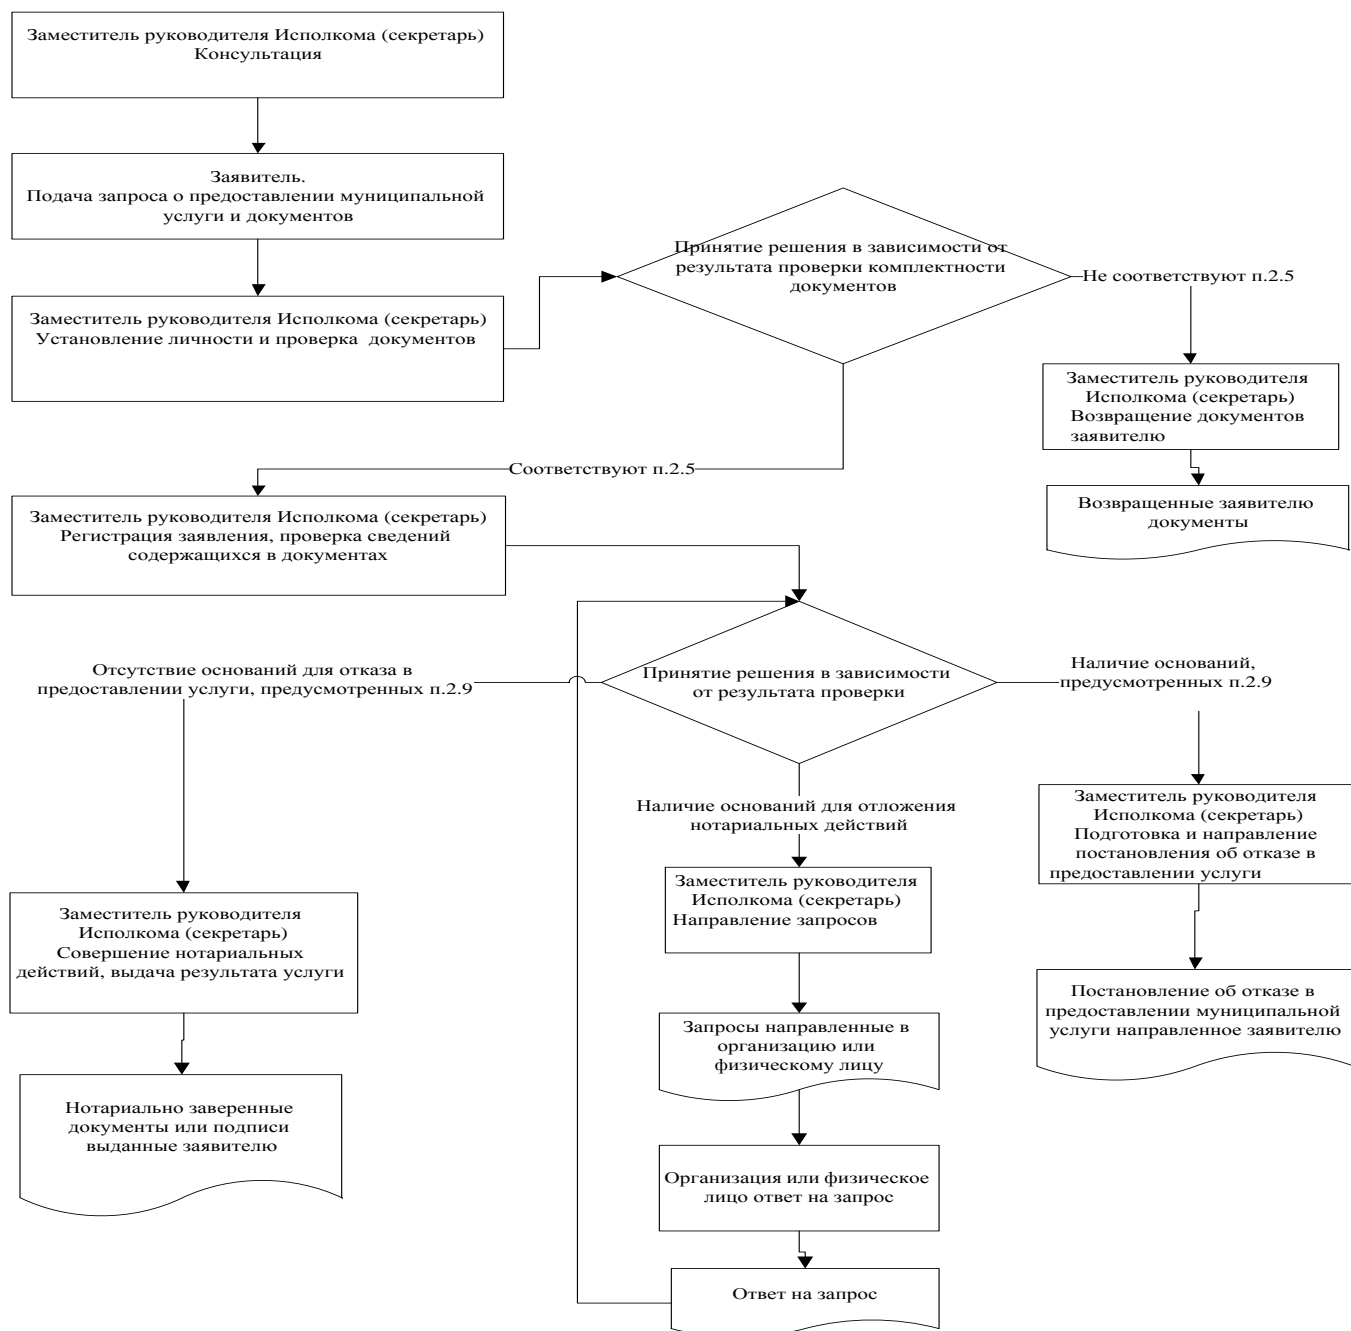 Заместитель руководителя Исполкома (секретарь)
Консультация
Заявитель.
Подача запроса о предоставлении муниципальной
услуги и документов
Заместитель руководителя Исполкома (секретарь)
Установление личности и проверка  документов
Принятие решения в зависимости от
результата проверки комплектности
документов
Не соответствуют п.2.5
Заместитель руководителя
Исполкома (секретарь)
Возвращение документов
заявителю
Возвращенные заявителю
документы
Соответствуют п.2.5
Заместитель руководителя Исполкома (секретарь)
Регистрация заявления, проверка сведений
содержащихся в документах
Принятие решения в зависимости
от результата проверки
Отсутствие оснований для отказа в
предоставлении услуги, предусмотренных п.2.9
Заместитель руководителя
Исполкома (секретарь)
Совершение нотариальных
действий, выдача результата услуги
Нотариально заверенные
документы или подписи
выданные заявителю
Наличие оснований для отложения
нотариальных действий
Заместитель руководителя
Исполкома (секретарь)
Направление запросов
Запросы направленные в
организацию или
физическому лицу
Организация или физическое
лицо ответ на запрос
Ответ на запрос
Наличие оснований,
предусмотренных п.2.9
Заместитель руководителя
Исполкома (секретарь)
Подготовка и направление
постановления об отказе в
предоставлении услуги
Постановление об отказе в
предоставлении муниципальной
услуги направленное заявителю